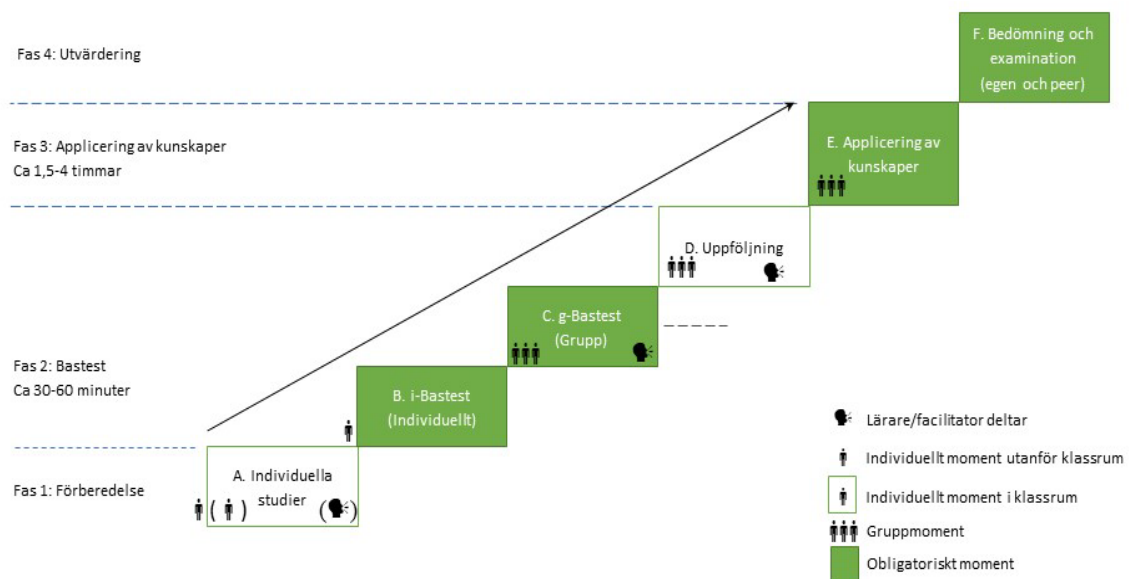 Fas 4: Utvärdering
F. Bedömning och
examination
(egen och peer)
Fas 3: Applicering av kunskaper
Ca 1,5-4 timmar
E. Applicering av
kunskaper
D. Uppföljning
C. g-Bastest
(Grupp)
Fas 2: Bastest
Ca 30-60 minuter
B. i-Bastest
(Individuellt)
Fas 1: Förberedelse
A. Individuella
studier
( )
( )
Lärare/facilitator deltar
Individuellt moment utanför klassrum
Individuellt moment i klassrum
Gruppmoment
Obligatoriskt moment